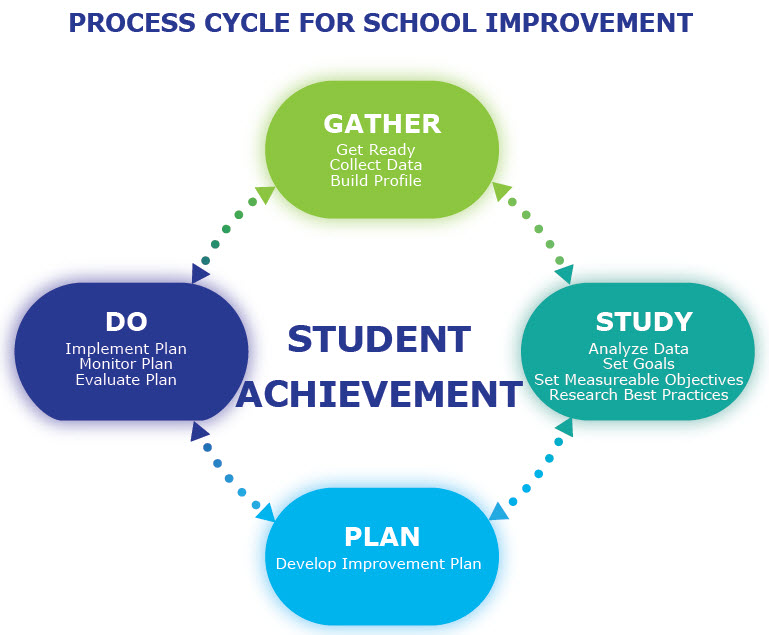 PROCESS CYCLE FOR SCHOOL IMPROVEMENT
GATHER
Get Ready
Collect Data
Build Profile
DO
Implement Plan
Monitor Plan
Evaluate Plan
STUDENT
ACHIEVEMENT
STUDY
Analyze Data
Set Goals
Set Measureable Objectives
Research Best Practices
PLAN
Develop Improvement Plan